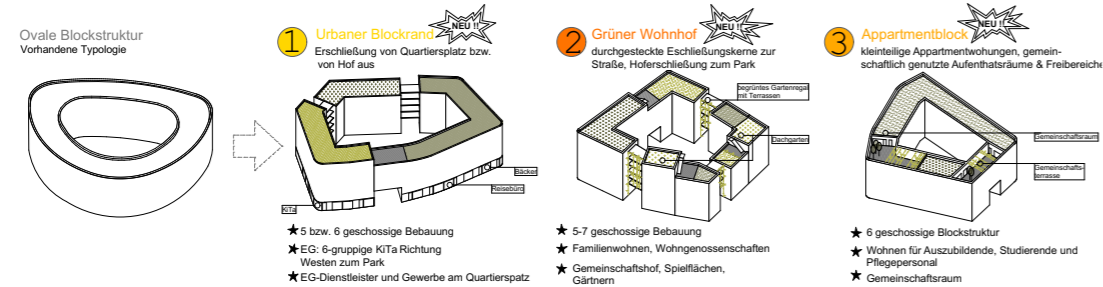 Ovale Blockstruktur
Vorhandene Typologie
1
Urbaner Blockrand
NEU !!
Erschließung von Quartiersplatz bzw.
von Hof aus
KiTa
Bäcker
Reisebüro
5 bzw. 6 geschossige Bebauung
EG: 6-gruppige KiTa Richtung
Westen zum Park
EG-Dienstleister und Gewerbe am Quartierspatz
2
Grüner Wohnhof
NEU !!
durchgesteckte Eschließungskerne zur
Straße, Hoferschließung zum Park
begrüntes Gartenregal
mit Terrassen
Dachgarten
5-7 geschossige Bebauung
Familienwohnen, Wohngenossenschaften
Gemeinschaftshof, Spielflächen,
Gärtnern
3
Appartmentblock
NEU !!
kleinteilige Appartmentwohungen, gemein-
schaftlich genutzte Aufenthatsräume & Freibereiche
Gemeinschaftsraum
Gemeinschafts-
terrasse
6 geschossige Blockstruktur
Wohnen für Auszubildende, Studierende und
Pflegepersonal
Gemeinschaftsraum